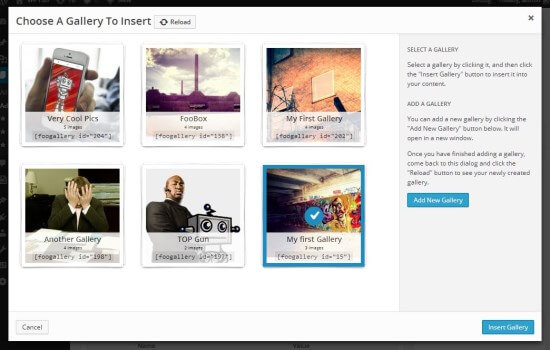 Choose A Gallery To Insert
Reload
×
Very Cool Pics
5 images
[foogallery id="204"]
FooBox
4 images
[foogallery id="138"]
My First Gallery
4 images
[foogallery id="202"]
Another Gallery
4 images
[foogallery id="198"]
TOP Gun
2 images
[foogallery id="197"]
My first Gallery
3 images
[foogallery id="15"]
SELECT A GALLERY
Select a gallery by clicking it, and then click
the "Insert Gallery" button to insert it into
your content.
ADD A GALLERY
You can add a new gallery by clicking the
"Add New Gallery" button below. It will
open in a new window.
Once you have finished adding a gallery,
come back to this dialog and click the
"Reload" button to see your newly created
gallery.
Add New Gallery
Cancel
Insert Gallery
Name
Value